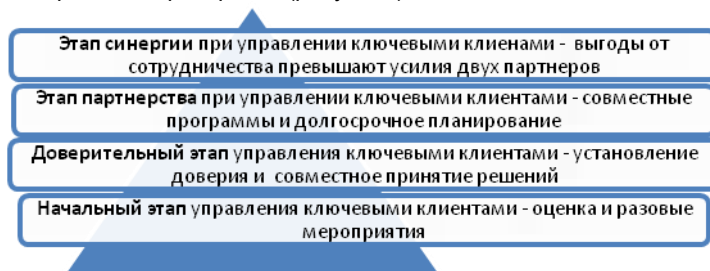 Этап синергии при управлении ключевыми клиенами - выгоды от
сотрудничества превышают усилия двух партнеров
Этап партнерства при управлении ключевыми клиентами - совместные
программы и долгосрочное планирование
Доверительный этап управления ключевыми клиентами - установление
доверия и совместное принятие решений
Начальный этап управления ключевыми клиентами - оценка и разовые
мероприятия